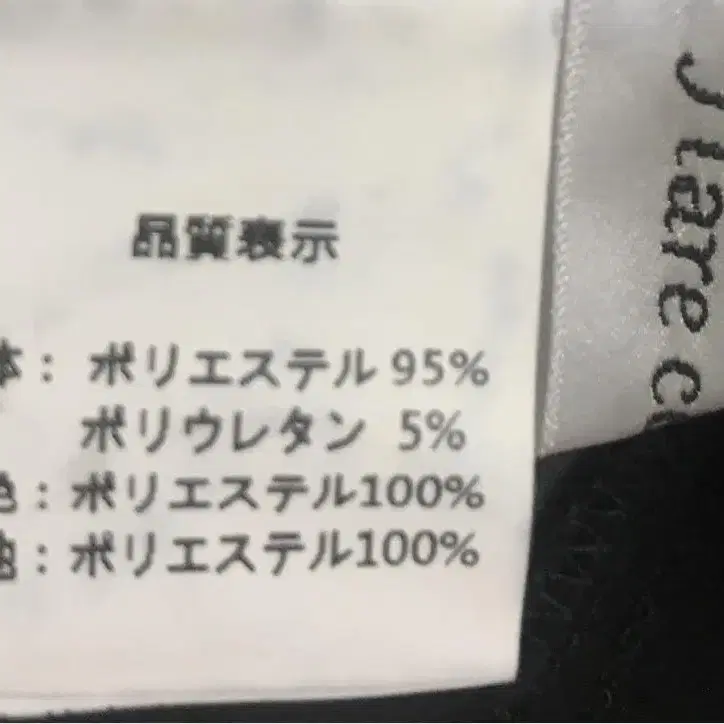 品質表示
体： ポリエステル 95%
ポリウレタン 5%
：ポリエステル100%
：ポリエステル100%